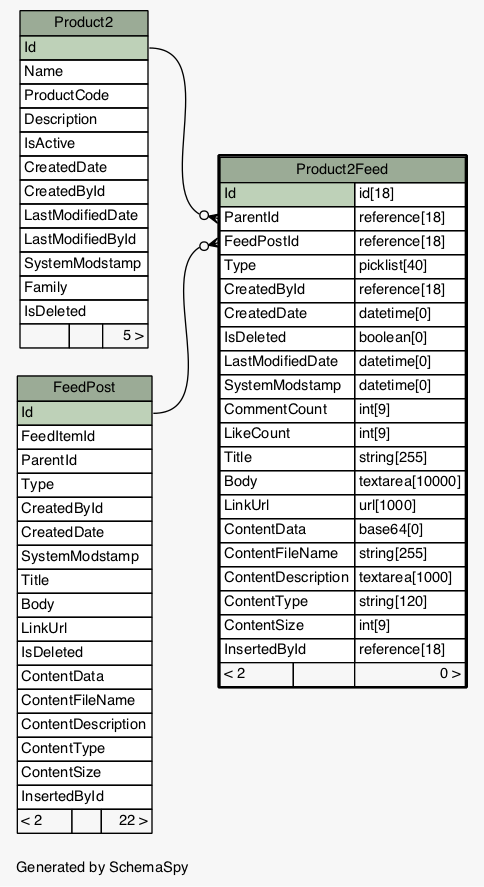 Product2
Id
Name
ProductCode
Description
IsActive
CreatedDate
CreatedById
LastModifiedDate
LastModifiedById
SystemModstamp
Family
IsDeleted
5 >
Product2Feed
Id id[18]
ParentId reference[18]
FeedPostId reference[18]
Type picklist[40]
CreatedById reference[18]
CreatedDate datetime[0]
IsDeleted boolean[0]
LastModifiedDate datetime[0]
SystemModstamp datetime[0]
CommentCount int[9]
LikeCount int[9]
Title string[255]
Body textarea[10000]
LinkUrl url[1000]
ContentData base64[0]
ContentFileName string[255]
ContentDescription textarea[1000]
ContentType string[120]
ContentSize int[9]
InsertedById reference[18]
< 2 0 >
FeedPost
Id
FeedItemId
ParentId
Type
CreatedById
CreatedDate
SystemModstamp
Title
Body
LinkUrl
IsDeleted
ContentData
ContentFileName
ContentDescription
ContentType
ContentSize
InsertedById
< 2 22 >
Generated by SchemaSpy